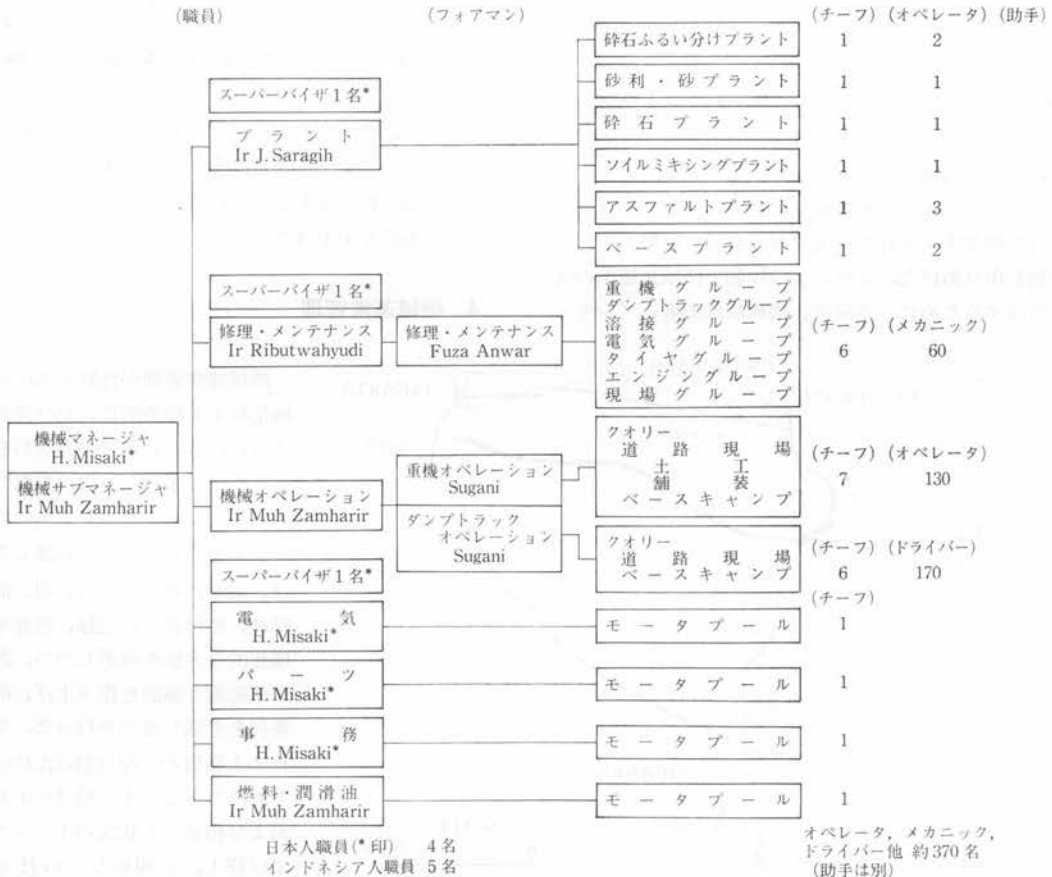 (職員) (フォアマン) (チーフ) (オペレータ) (助手)
砕石ふるい分けプラント 1 2
スーパーバイザ1名*
砂利・砂プラント 1 1
プラント
Ir J. Saragih
砕石プラント 1 1
ソイルミキシングプラント 1 1
アスファルトプラント 1 3
ベースプラント 1 2
スーパーバイザ1名*
修理・メンテナンス
Ir Ributwahyudi
修理・メンテナンス
Fuza Anwar
重機グループ
ダンプトラックグループ
溶接グループ
電気グループ
タイヤグループ
エンジングループ
現場グループ
(チーフ) (メカニック)
6 60
機械マネージャ
H. Misaki*
機械サブマネージャ
Ir Muh Zamharir
機械オペレーション
Ir Muh Zamharir
重機オペレーション
Sugani
クオリー
道路現場
土工
舗装
ベースキャンプ
(チーフ) (オペレータ)
7 130
ダンプトラック
オペレーション
Sugani
クオリー
道路現場
ベースキャンプ
(チーフ) (ドライバー)
6 170
スーパーバイザ1名*
(チーフ)
電気
H. Misaki*
モータプール 1
パーツ
H. Misaki*
モータプール 1
事務
H. Misaki*
モータプール 1
燃料・潤滑油
Ir Muh Zamharir
モータプール 1
日本人職員(*印) 4名
インドネシア人職員 5名
オペレータ,メカニック,
ドライバー他 約370名
(助手は別)